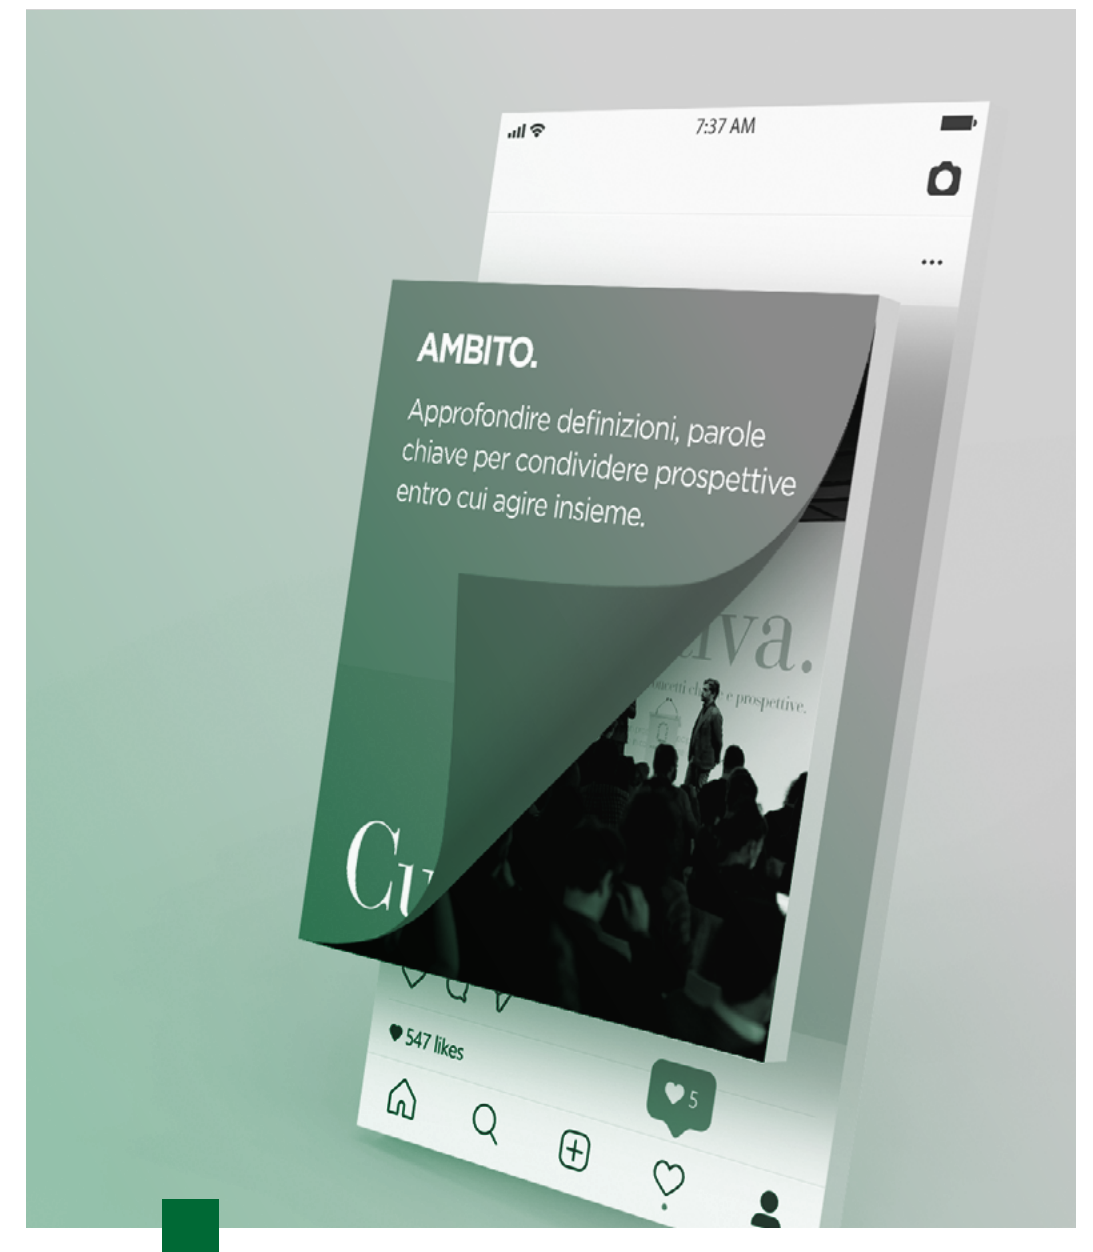 7:37 AM
AMBITO.
Approfondire definizioni, parole
chiave per condividere prospettive
entro cui agire insieme.
prospettive.
547 likes
5